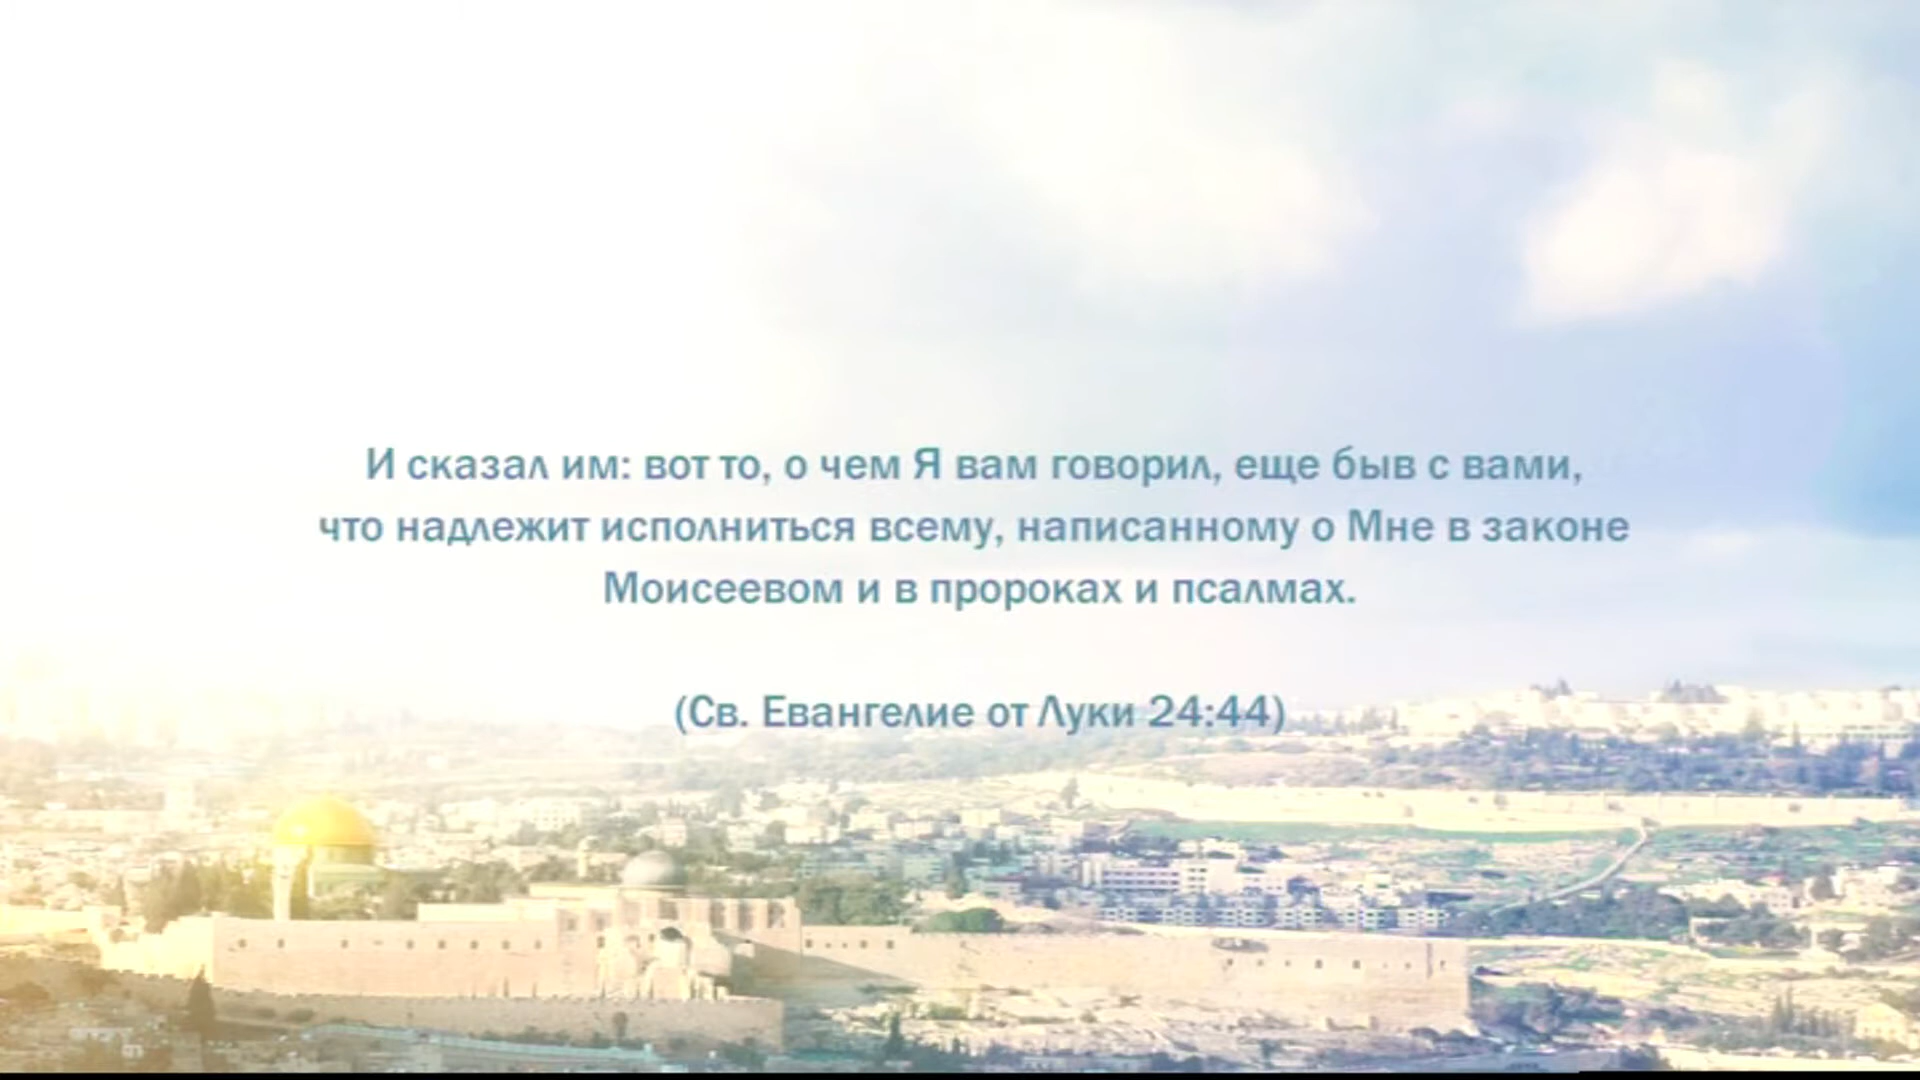 И сказал им: вот то, о чем Я вам говорил, еще быв с вами,
что надлежит исполниться всему, написанному о Мне в законе
Моисеевом и в пророках и псалмах.
(Св. Евангелие от Луки 24:44)